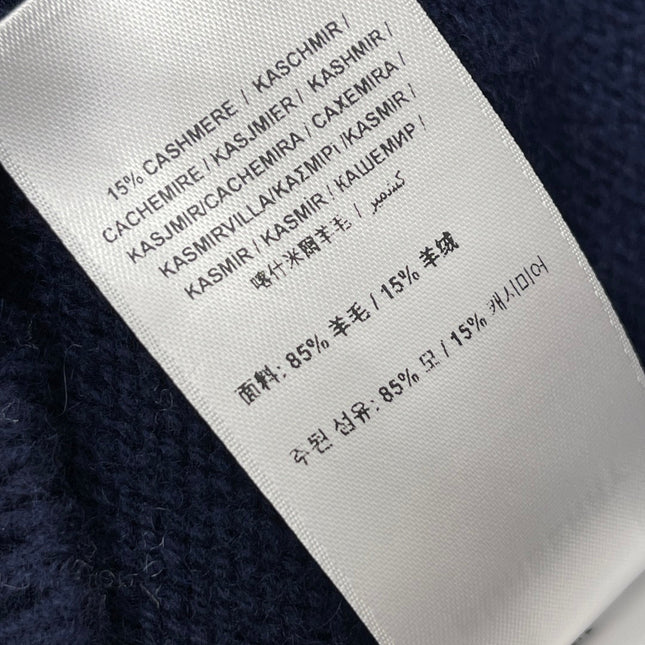 15% CASHMERE / KASCHMIR /
CACHEMIRE / KASJMIER / KASHMIR /
KASJMIR/CACHEMIRA / CAXEMIRA /
KASMIRVILLA/ΚΑΣΜΙΡι /KASMIR /
KASMIR / KASMIR / КАШЕМИР /
喀什米爾羊毛 / كشمير /
面料: 85% 羊毛 / 15% 羊绒
주된 섬유: 85% 모 / 15% 캐시미어